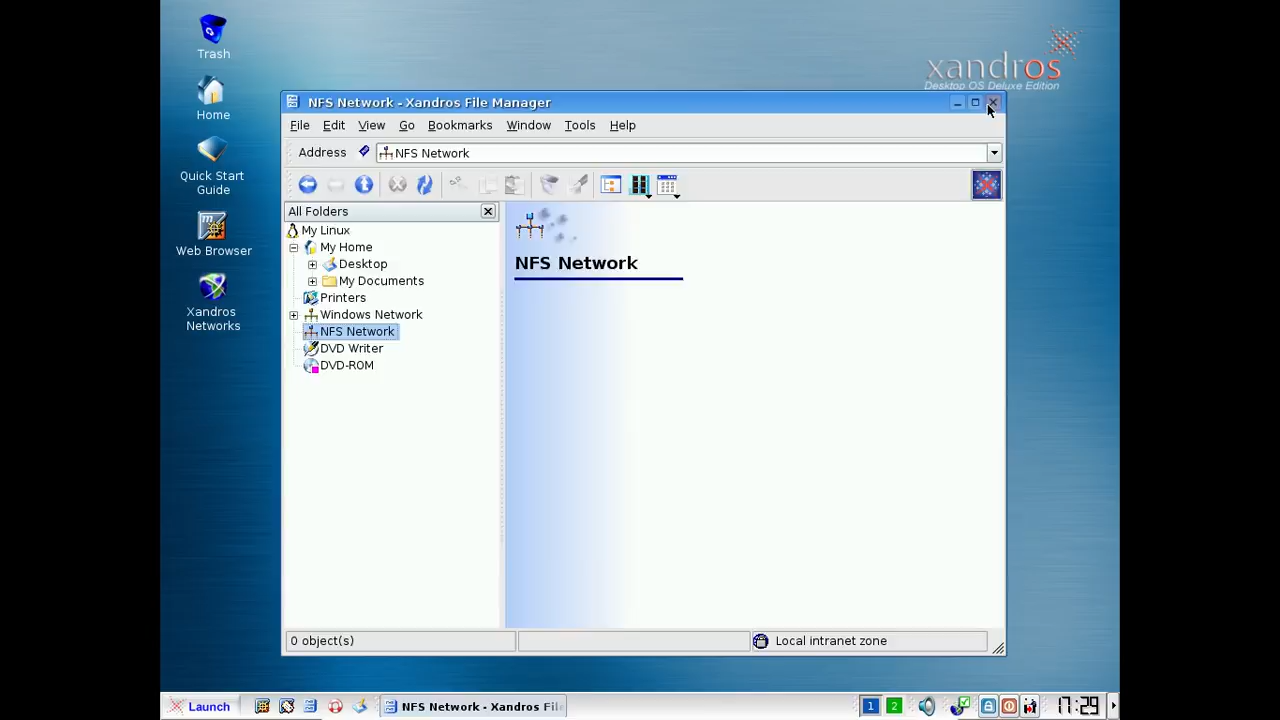 Trash
Home
Quick Start
Guide
Web Browser
Xandros
Networks
xandros
Desktop OS Deluxe Edition
NFS Network - Xandros File Manager
File Edit View Go Bookmarks Window Tools Help
Address NFS Network
All Folders
My Linux
My Home
Desktop
My Documents
Printers
Windows Network
NFS Network
DVD Writer
DVD-ROM
NFS Network
0 object(s)
Local intranet zone
Launch
NFS Network - Xandros File
1 2
17:29